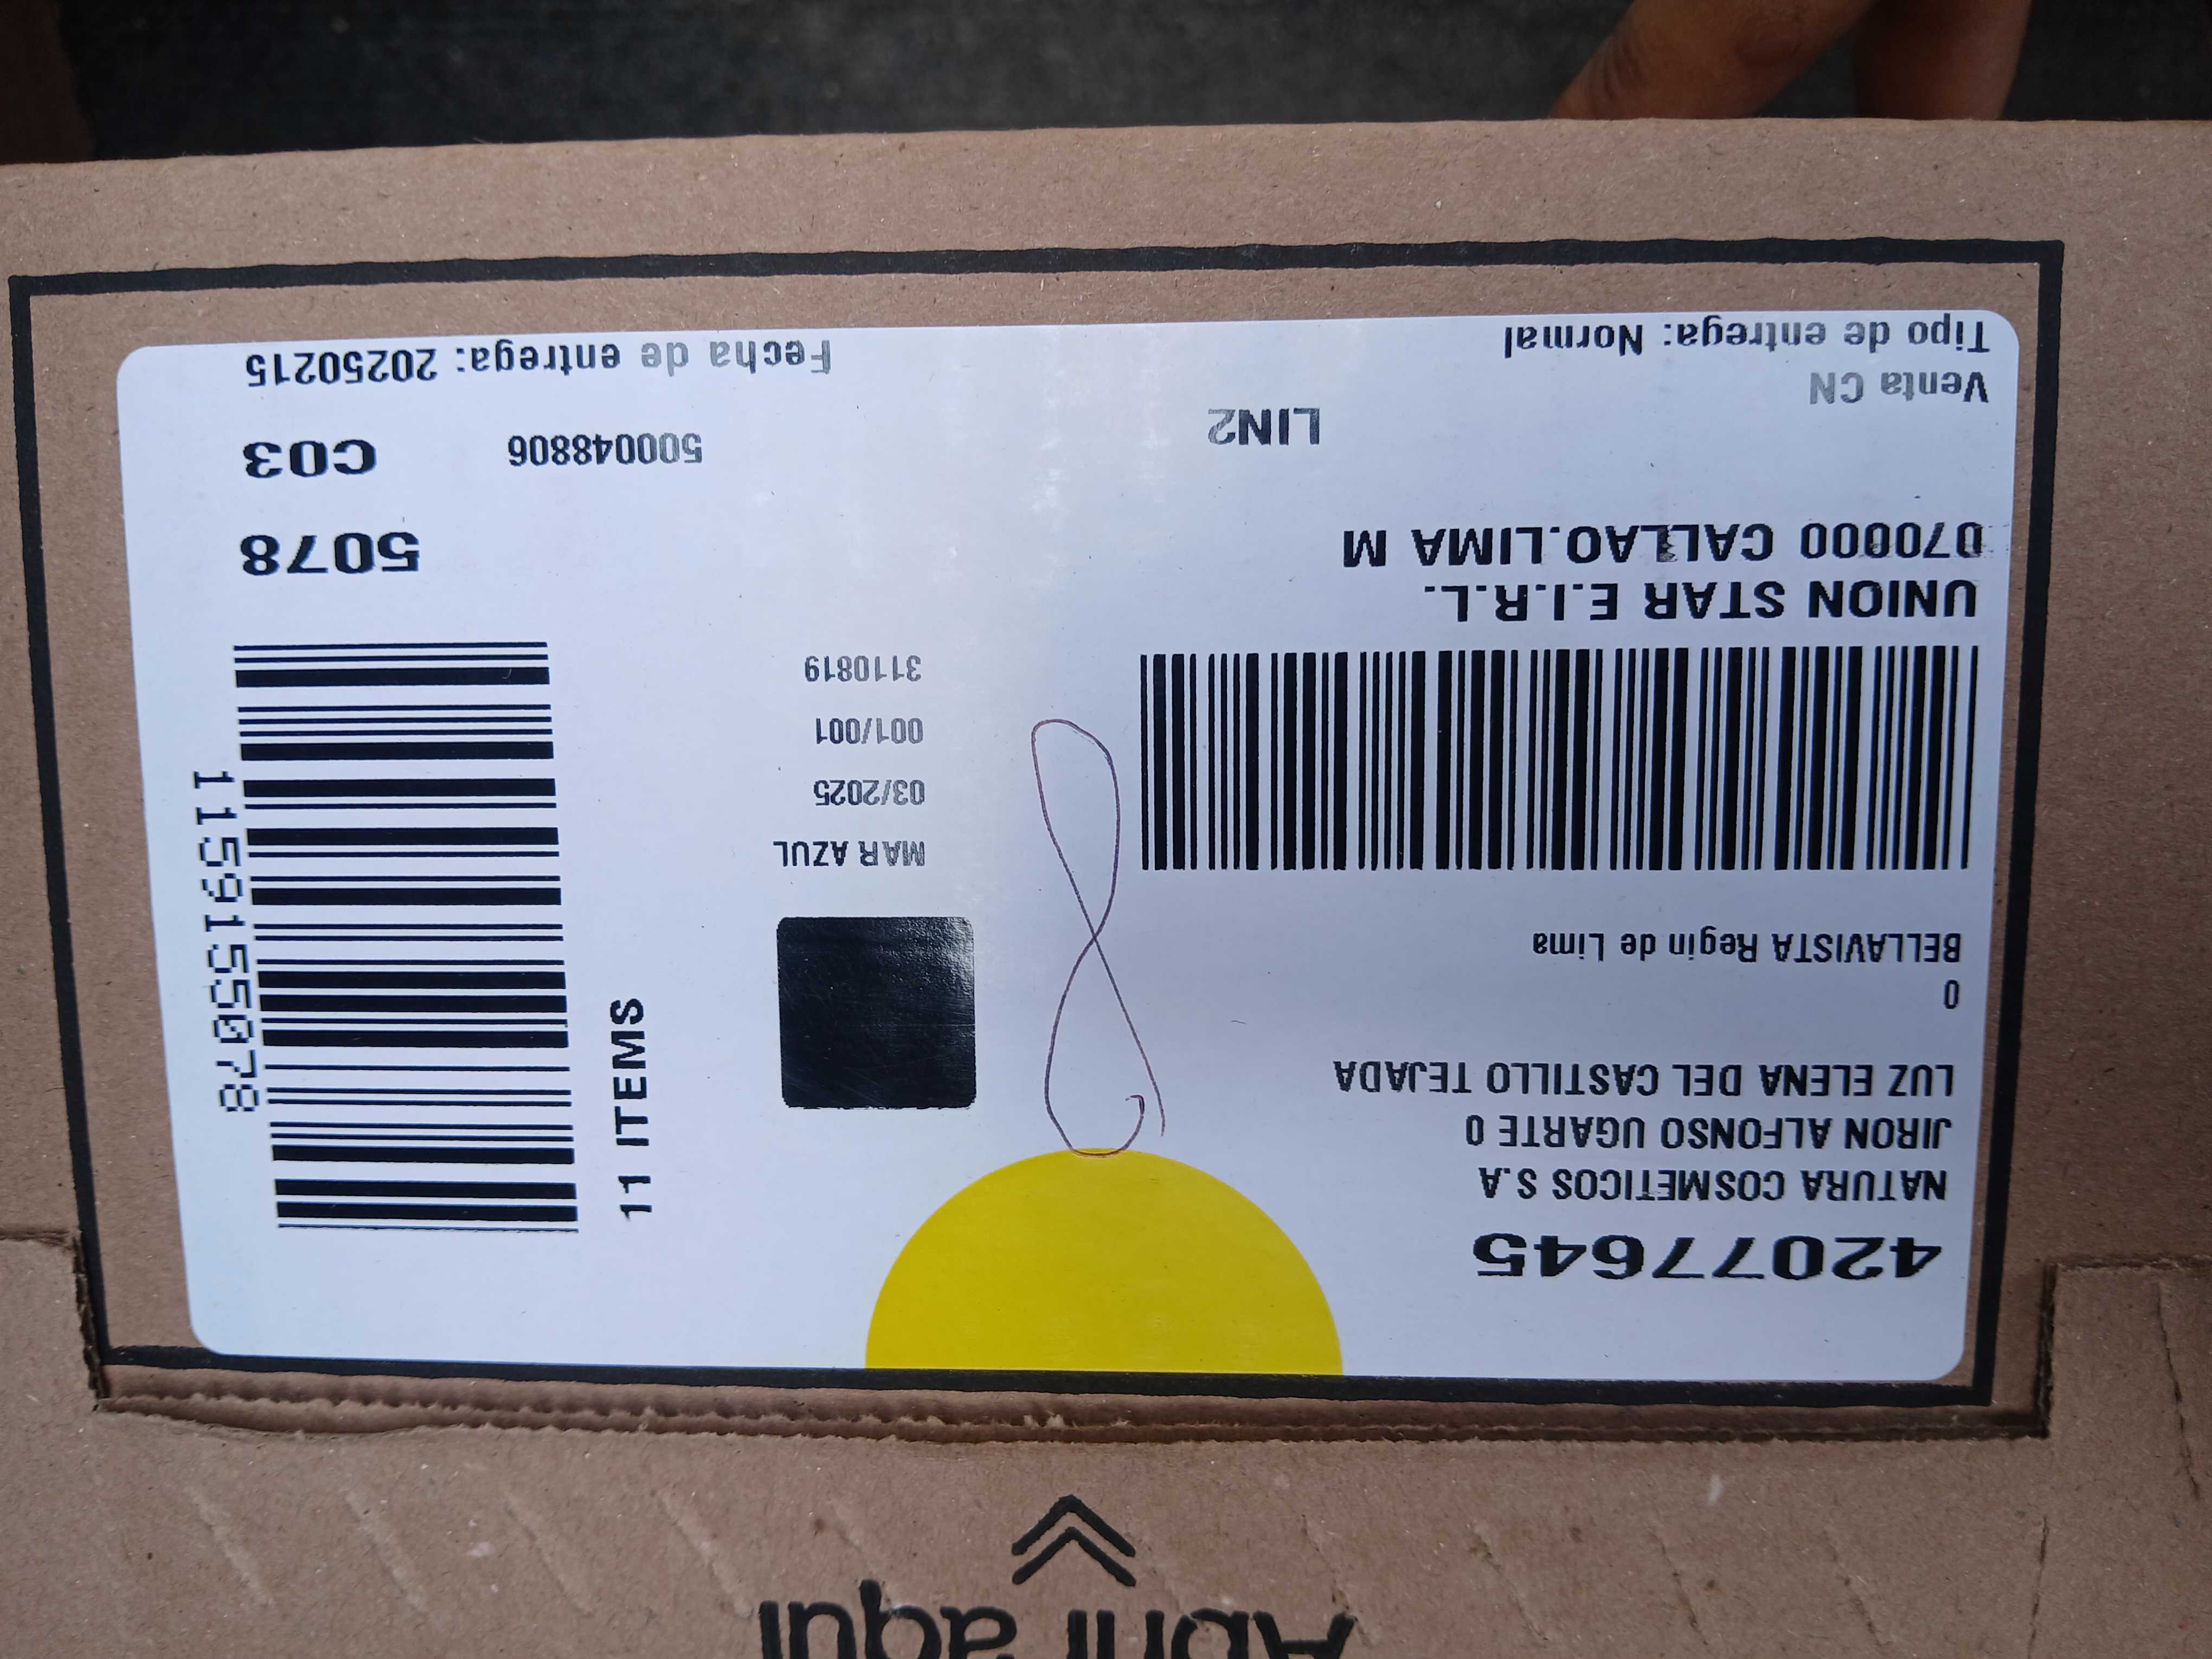 Abrir aquí
42077645
NATURA COSMETICOS S.A
JIRON ALFONSO UGARTE 0
LUZ ELENA DEL CASTILLO TEJADA
0
BELLAVISTA Regin de Lima
UNION STAR E.I.R.L.
070000 CALLAO.LIMA M
LIN2
Venta CN
Tipo de entrega: Normal
MAR AZUL
03/2025
001/001
3110819
11 ITEMS
1159155078
5078
500048806 C03
Fecha de entrega: 20250215